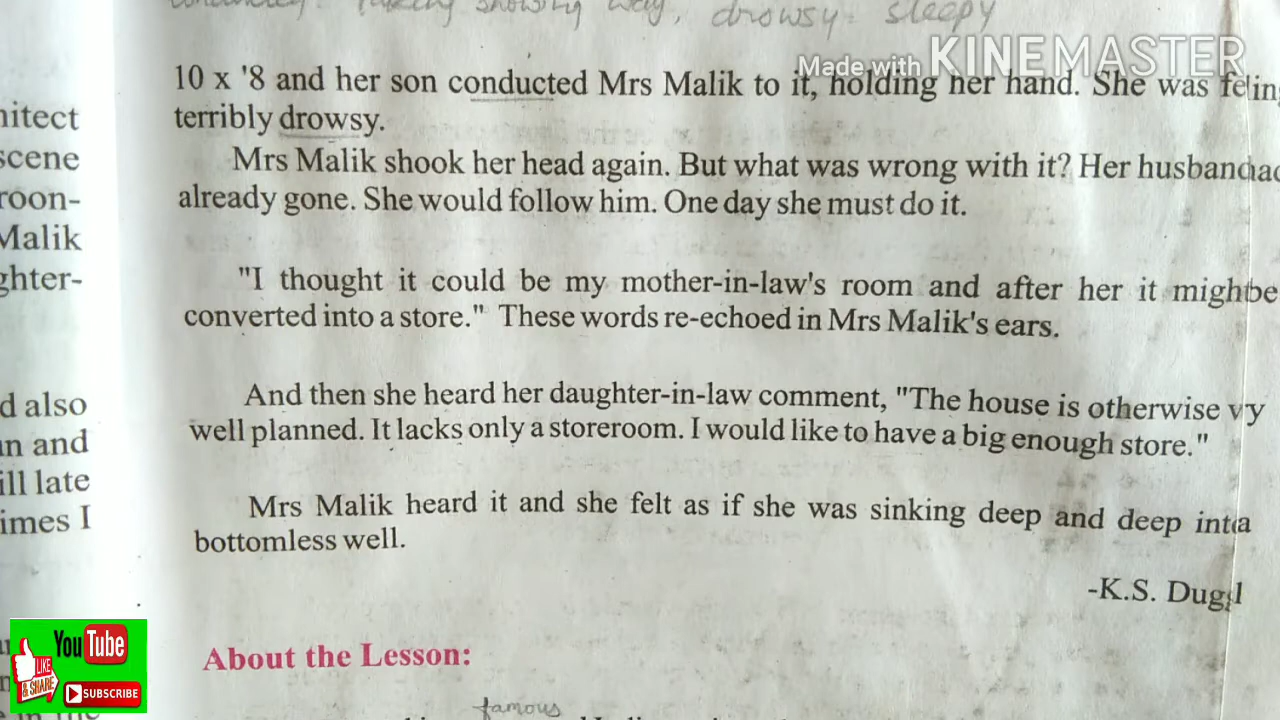 drowsy - sleepy
Made with KINEMASTER
10 x '8 and her son conducted Mrs Malik to it, holding her hand. She was
terribly drowsy.
Mrs Malik shook her head again. But what was wrong with it? Her
already gone. She would follow him. One day she must do it.
"I thought it could be my mother-in-law's room and after her it might be
converted into a store." These words re-echoed in Mrs Malik's ears.
And then she heard her daughter-in-law comment, "The house is otherwise
well planned. It lacks only a storeroom. I would like to have a big enough store."
Mrs Malik heard it and she felt as if she was sinking deep and deep
bottomless well.
-K.S.
About the Lesson:
famous
hitect
scene
roon-
Malik
ghter-
d also
n and
ill late
imes I
YouTube
LIKE
& SHARE
SUBSCRIBE